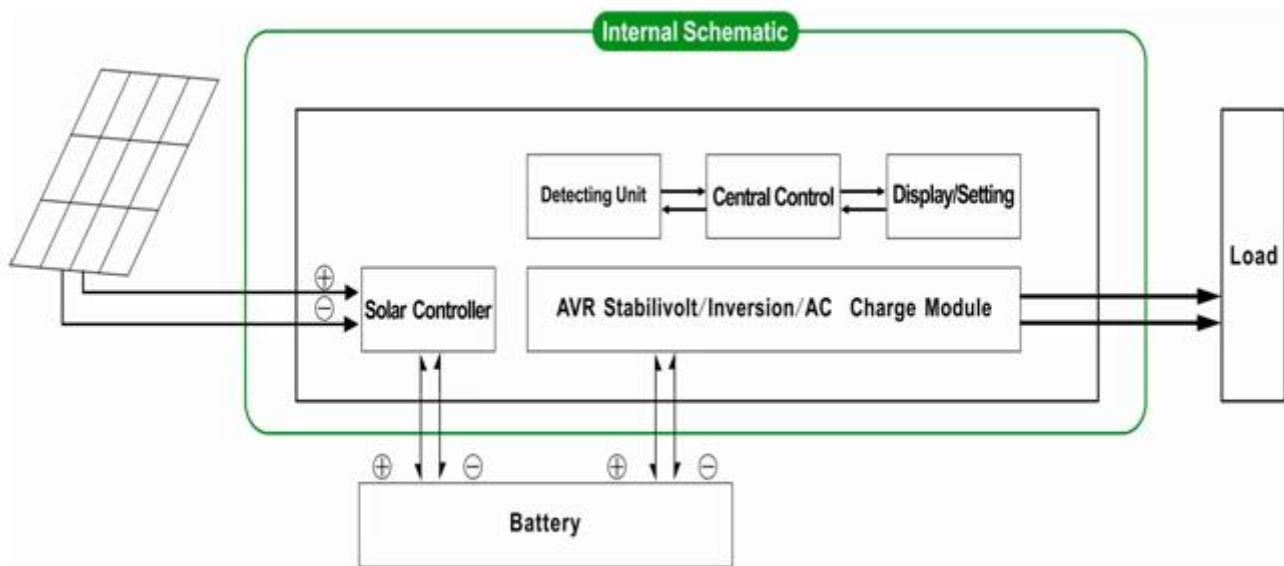 Internal Schematic
Detecting Unit
Central Control
Display/Setting
Load
⊕
⊖
Solar Controller
AVR Stabilivolt/Inversion/AC Charge Module
⊕
⊖
⊕
⊖
Battery